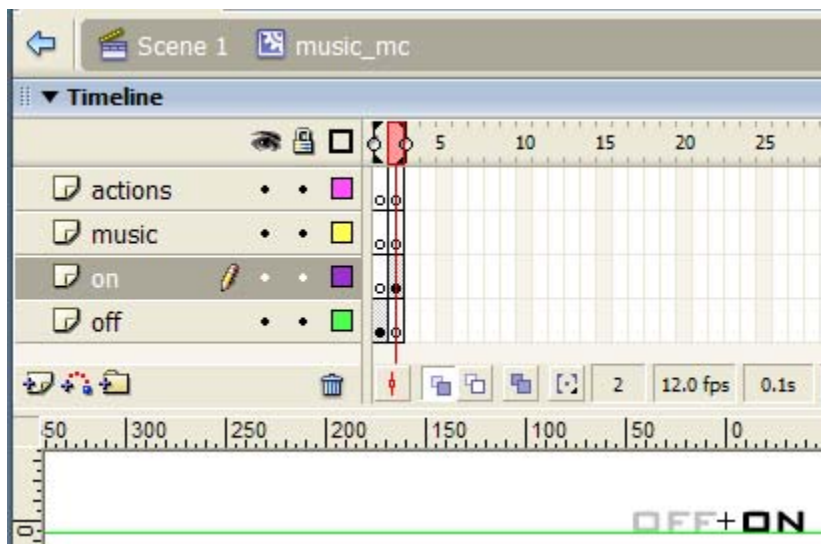 Scene 1 music_mc
Timeline
5 10 15 20 25
actions
music
on
off
2 12.0 fps 0.1s
50 300 250 200 150 100 50 0
0
OFF+ON